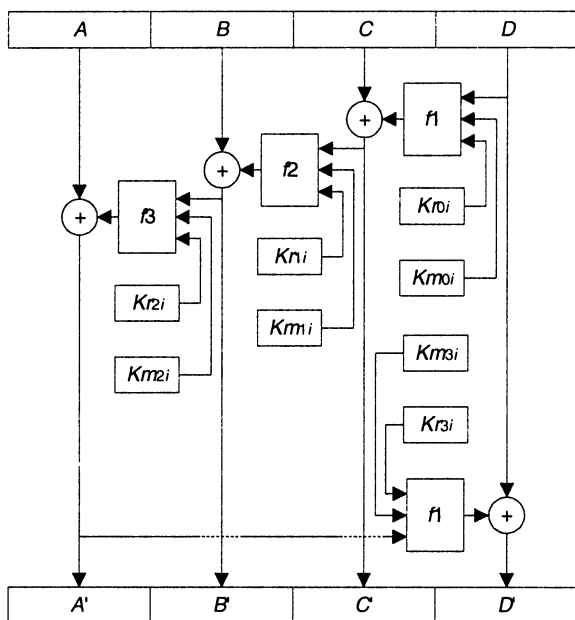 A B C D
+ f1
+ f2
+ f3
Kr0i
Kr1i
Km0i
Kr2i
Km1i
Km3i
Km2i
Kr3i
f1 +
A' B' C' D'